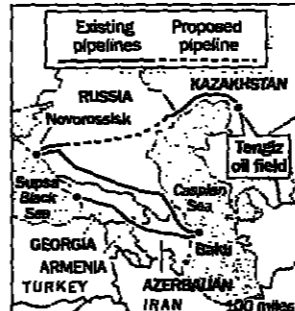 Existing Proposed
pipelines pipeline
KAZAKHSTAN
RUSSIA
Novorossisk
Tengiz
oil field
Supsa
Black
Sea
Caspian
Sea
GEORGIA
Baku
ARMENIA
AZERBAIJAN
TURKEY
IRAN
100 miles